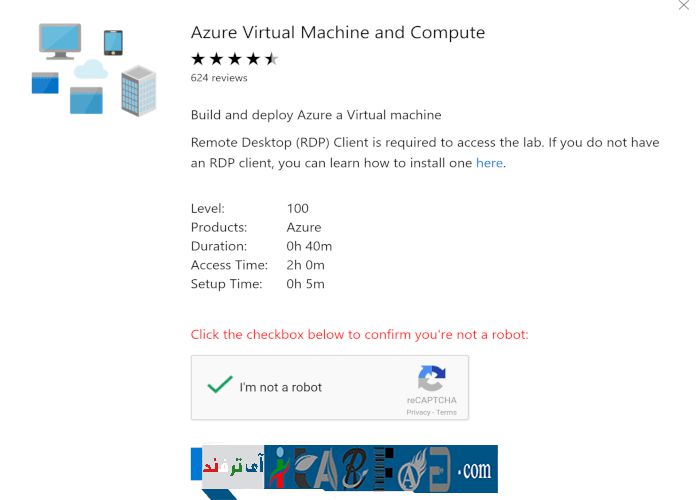 Azure Virtual Machine and Compute
624 reviews
Build and deploy Azure a Virtual machine
Remote Desktop (RDP) Client is required to access the lab. If you do not have
an RDP client, you can learn how to install one here.
Level: 100
Products: Azure
Duration: 0h 40m
Access Time: 2h 0m
Setup Time: 0h 5m
Click the checkbox below to confirm you're not a robot:
I'm not a robot
reCAPTCHA
Privacy - Terms
آی ترفند
.com